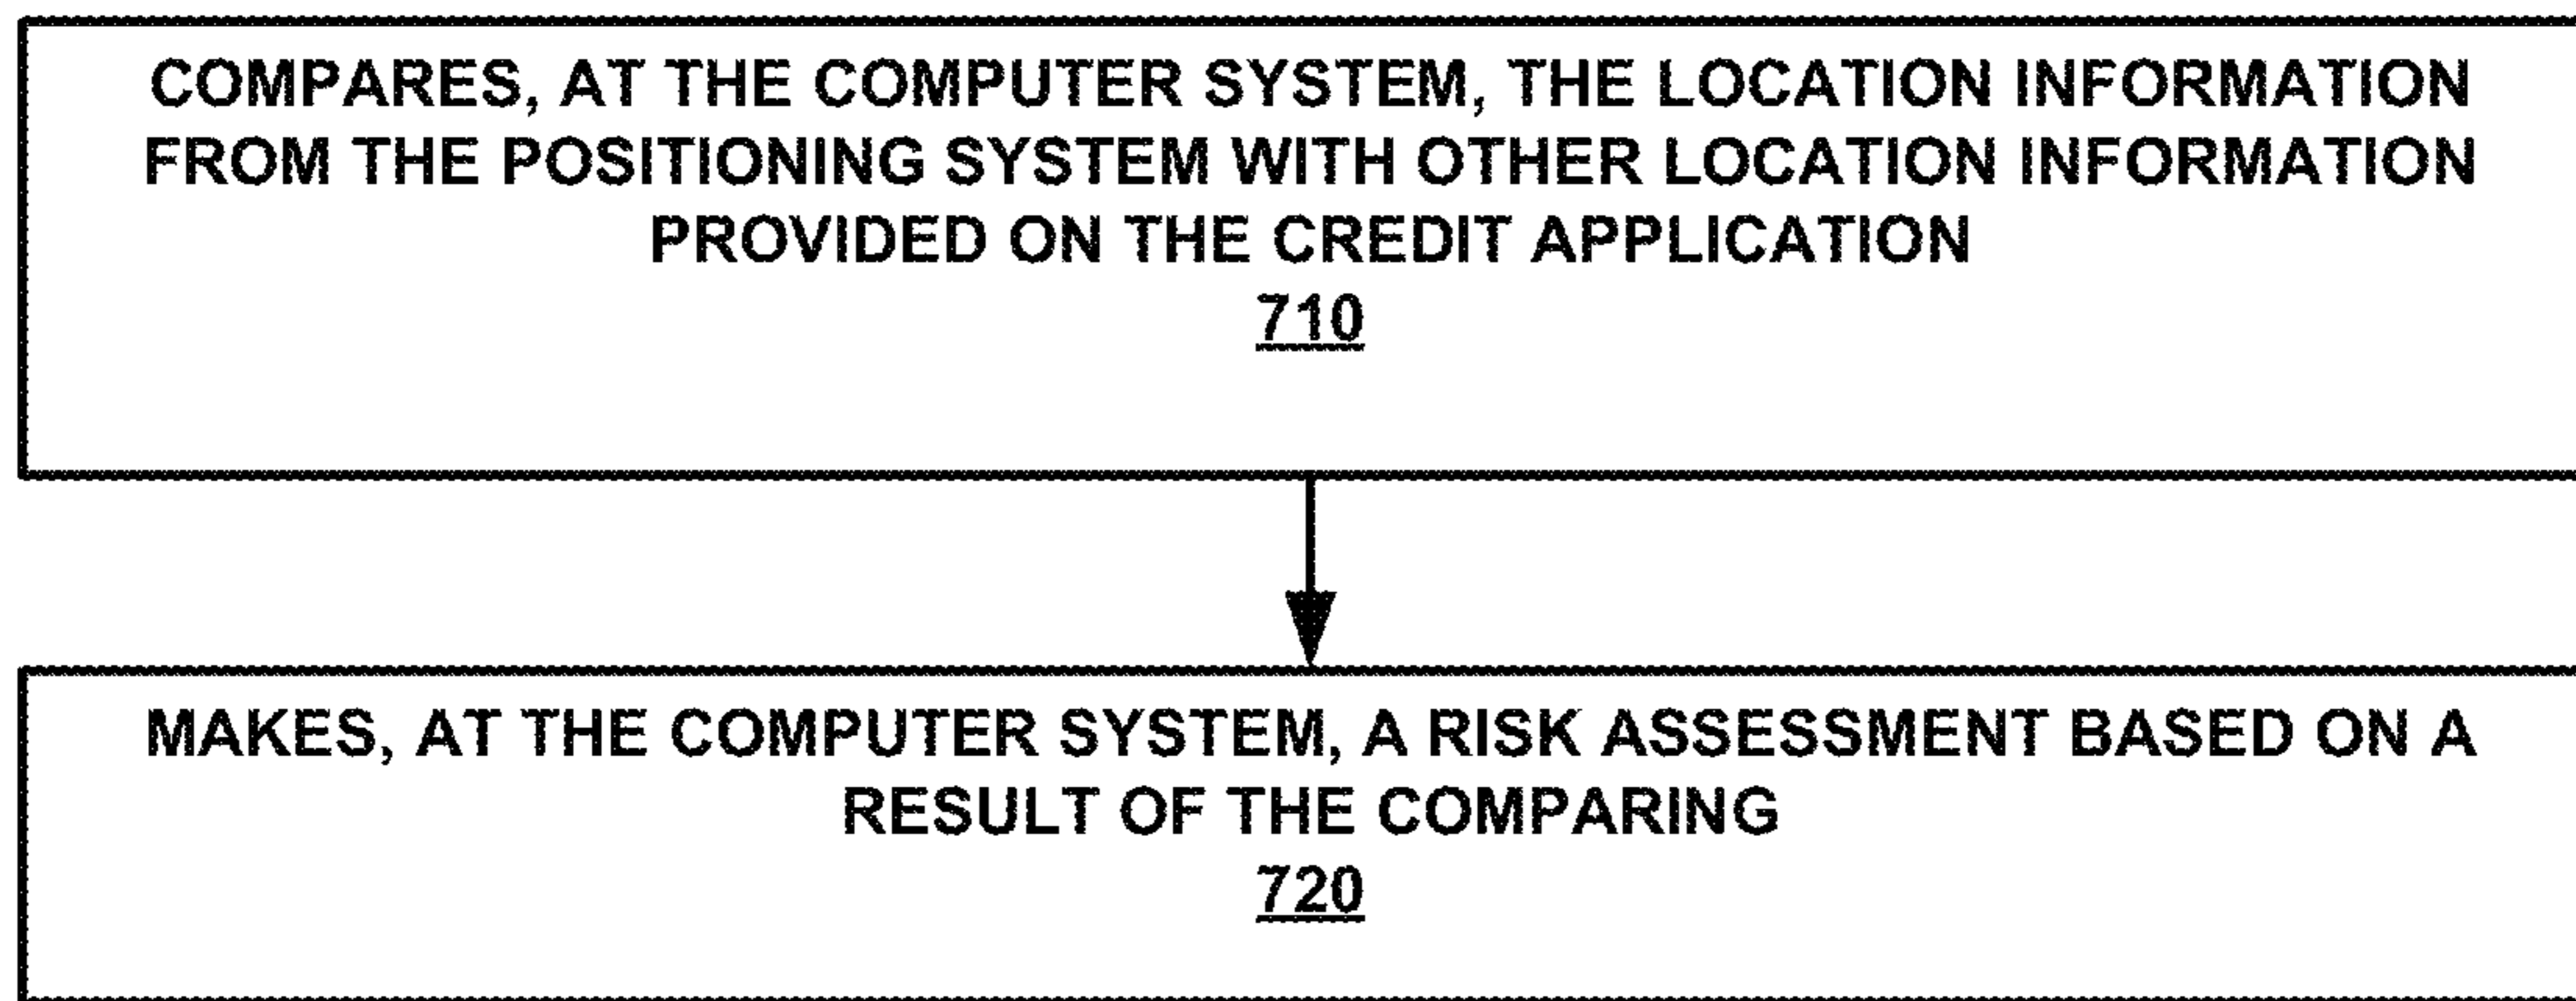 COMPARES, AT THE COMPUTER SYSTEM, THE LOCATION INFORMATION
FROM THE POSITIONING SYSTEM WITH OTHER LOCATION INFORMATION
PROVIDED ON THE CREDIT APPLICATION
710
MAKES, AT THE COMPUTER SYSTEM, A RISK ASSESSMENT BASED ON A
RESULT OF THE COMPARING
720